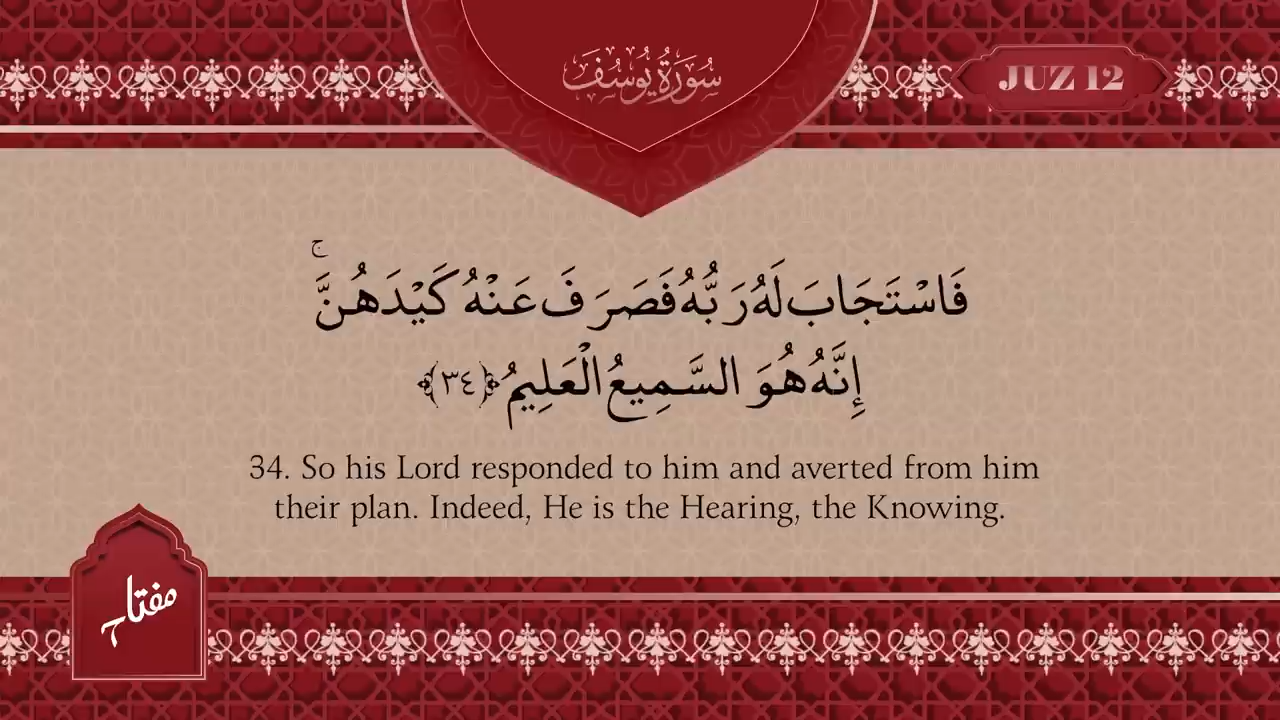 سُورَةُ يُوسُفَ
JUZ 12
فَاسْتَجَابَ لَهُ رَبُّهُ فَصَرَفَ عَنْهُ كَيْدَهُنَّ ۚ
إِنَّهُ هُوَ السَّمِيعُ الْعَلِيمُ ﴿٣٤﴾
34. So his Lord responded to him and averted from him
their plan. Indeed, He is the Hearing, the Knowing.
مفتاح